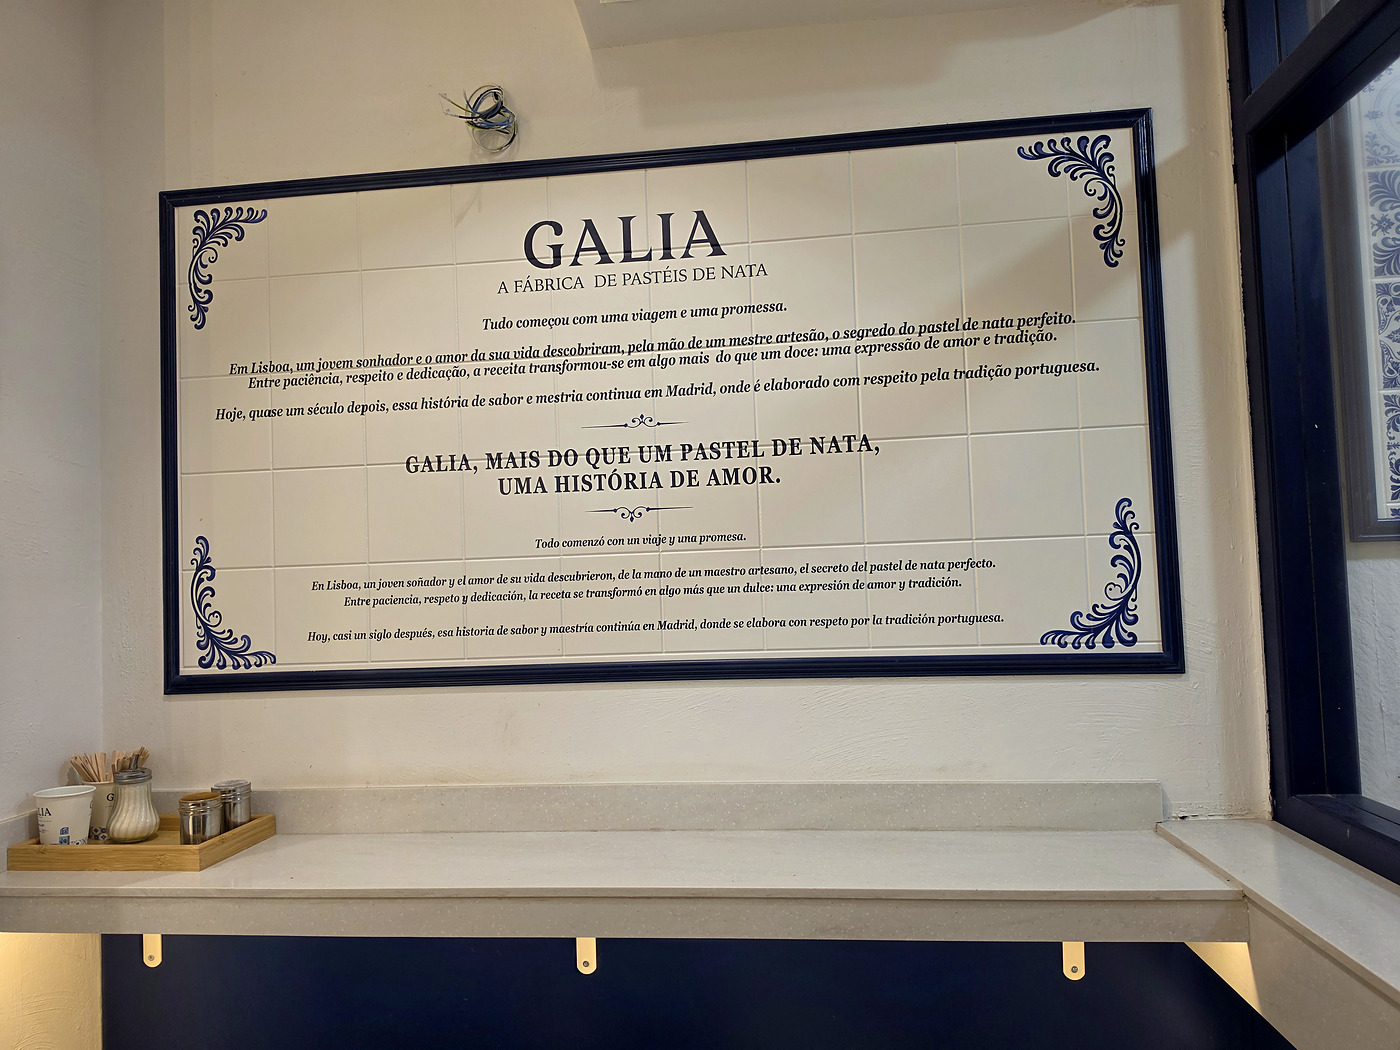 GALIA
A FÁBRICA DE PASTÉIS DE NATA
Tudo começou com uma viagem e uma promessa.
Em Lisboa, um jovem sonhador e o amor da sua vida descobriram, pela mão de um mestre artesão, o segredo do pastel de nata perfeito.
Entre paciência, respeito e dedicação, a receita transformou-se em algo mais do que um doce: uma expressão de amor e tradição.
Hoje, quase um século depois, essa história de sabor e mestria continua em Madrid, onde é elaborado com respeito pela tradição portuguesa.
GALIA, MAIS DO QUE UM PASTEL DE NATA,
UMA HISTÓRIA DE AMOR.
Todo comenzó con un viaje y una promesa.
En Lisboa, un joven soñador y el amor de su vida descubrieron, de la mano de un maestro artesano, el secreto del pastel de nata perfecto.
Entre paciencia, respeto y dedicación, la receta se transformó en algo más que un dulce: una expresión de amor y tradición.
Hoy, casi un siglo después, esa historia de sabor y maestría continúa en Madrid, donde se elabora con respeto por la tradición portuguesa.